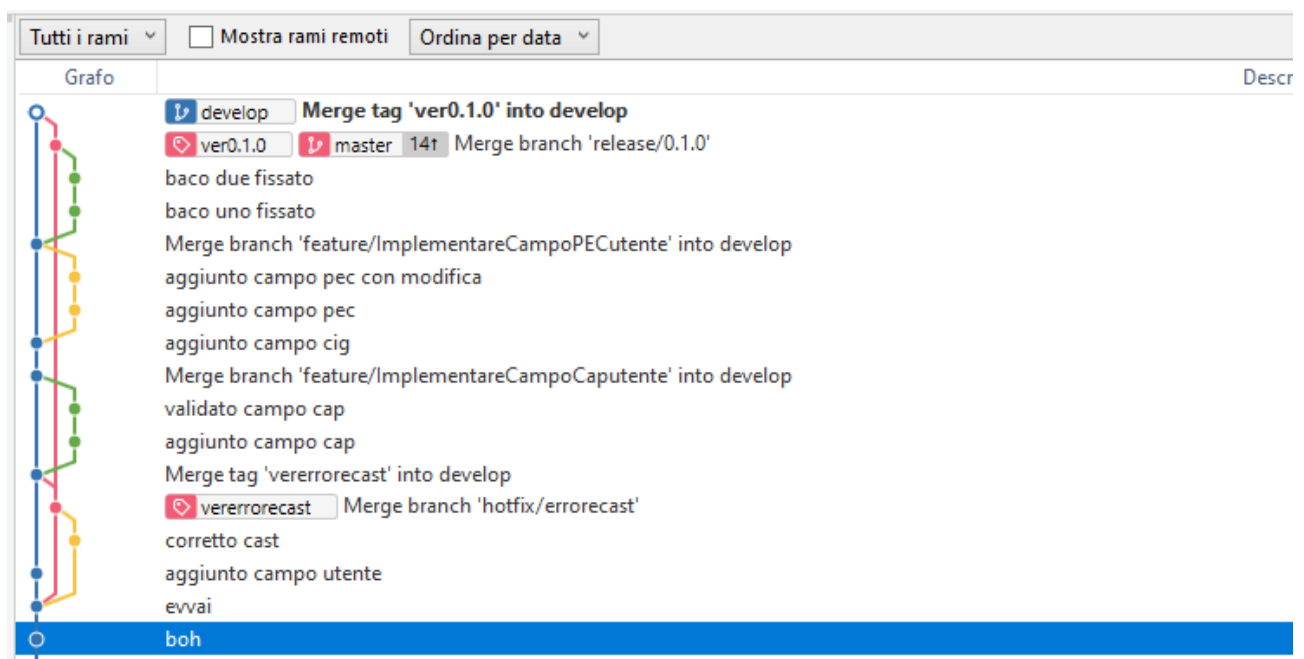 Tutti i rami Mostra rami remoti Ordina per data
Grafo Descr
develop Merge tag 'ver0.1.0' into develop
ver0.1.0 master 14↑ Merge branch 'release/0.1.0'
baco due fissato
baco uno fissato
Merge branch 'feature/ImplementareCampoPECutente' into develop
aggiunto campo pec con modifica
aggiunto campo pec
aggiunto campo cig
Merge branch 'feature/ImplementareCampoCaputente' into develop
validato campo cap
aggiunto campo cap
Merge tag 'vererrorecast' into develop
vererrorecast Merge branch 'hotfix/errorecast'
corretto cast
aggiunto campo utente
evvai
boh